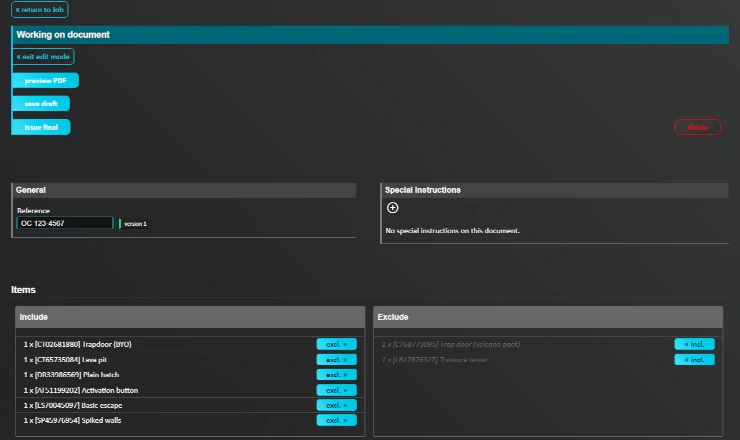 « return to Job
Working on document
« exit edit mode
preview PDF
save draft
Issue final
delete
General
Reference
OC 123-4567
version 1
Special Instructions
No special instructions on this document.
Items
Include
1 x [CT02681880] Trapdoor (BYO)
excl. »
1 x [CT65735084] Lava pit
excl. »
1 x [DR33986569] Plain hatch
excl. »
1 x [AT51199202] Activation button
excl. »
1 x [LS70045097] Basic escape
excl. »
1 x [SP45976954] Spiked walls
excl. »
Exclude
1 x [CT68773095] Trap door (volcano pack)
« incl.
1 x [LR17876927] Treasure tester
« incl.